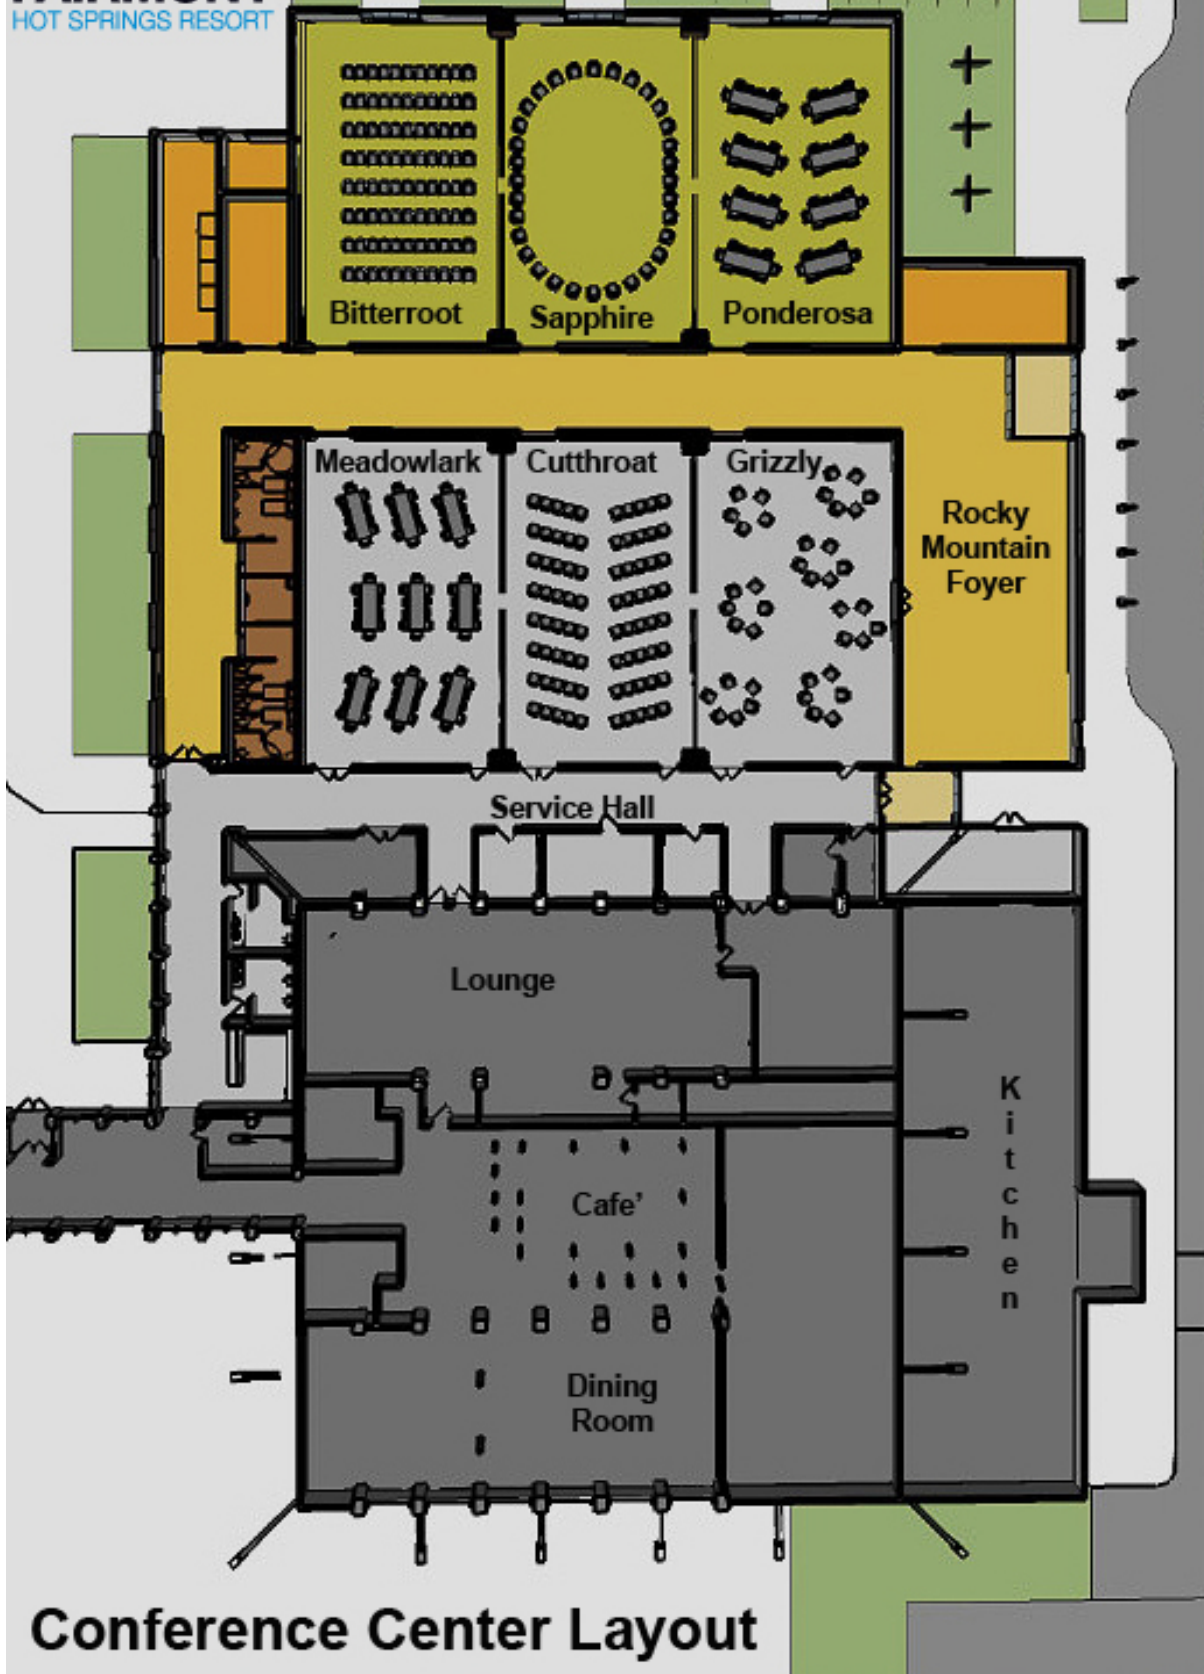 HOT SPRINGS RESORT
Bitterroot
Sapphire
Ponderosa
Meadowlark
Cutthroat
Grizzly
Rocky
Mountain
Foyer
Service Hall
Lounge
Cafe'
Kitchen
Dining
Room
Conference Center Layout